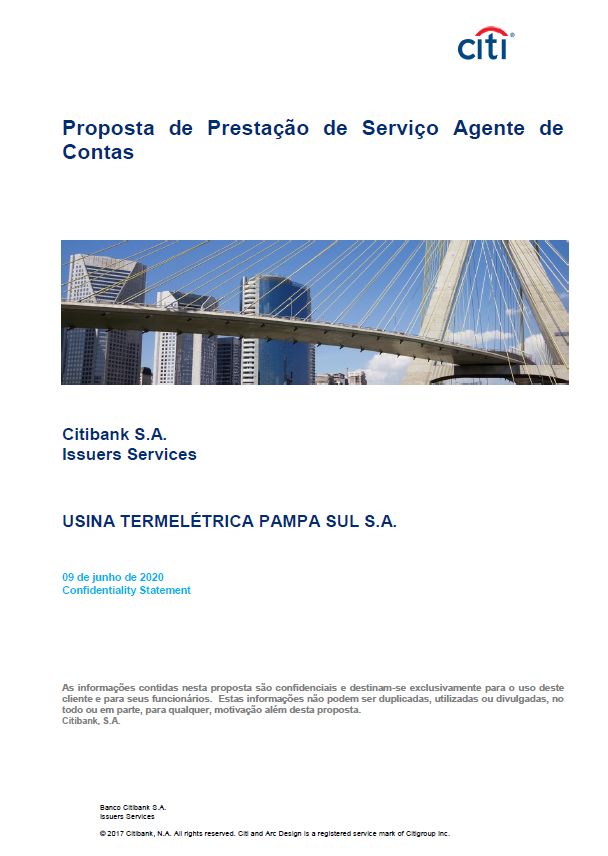 citi®
Proposta de Prestação de Serviço Agente de
Contas
Citibank S.A.
Issuers Services
USINA TERMELÉTRICA PAMPA SUL S.A.
09 de junho de 2020
Confidentiality Statement
As informações contidas nesta proposta são confidenciais e destinam-se exclusivamente para o uso deste
cliente e para seus funcionários. Estas informações não podem ser duplicadas, utilizadas ou divulgadas, no
todo ou em parte, para qualquer, motivação além desta proposta.
Citibank, S.A.
Banco Citibank S.A.
Issuers Services
© 2017 Citibank, N.A. All rights reserved. Citi and Arc Design is a registered service mark of Citigroup Inc.